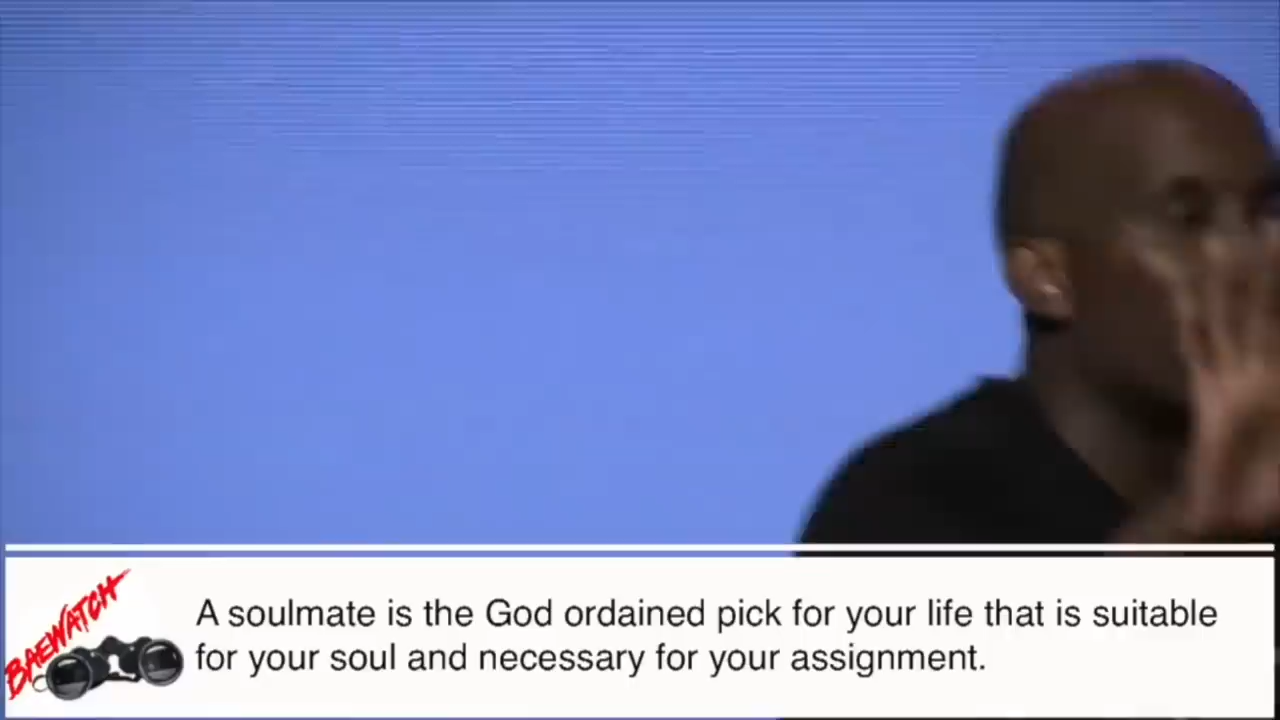 BAEWATCH
A soulmate is the God ordained pick for your life that is suitable
for your soul and necessary for your assignment.